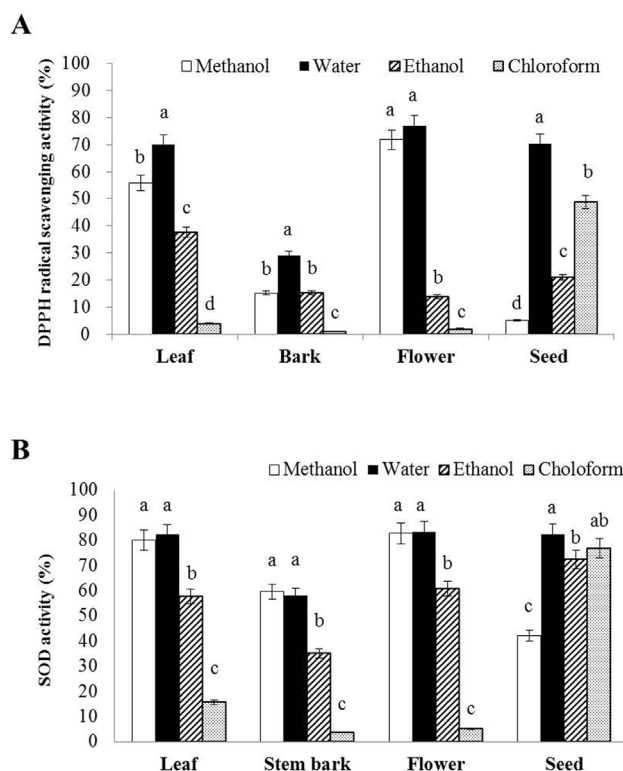 A
DPPH radical scavenging activity (%)
100
90
80
70
60
50
40
30
20
10
0
Methanol Water Ethanol Chloroform
b a c d
b a b c
a a b c
d a c b
Leaf Bark Flower Seed
B
SOD activity (%)
100
90
80
70
60
50
40
30
20
10
0
Methanol Water Ethanol Choloform
a a b c
a a b c
a a b c
c a b ab
Leaf Stem bark Flower Seed